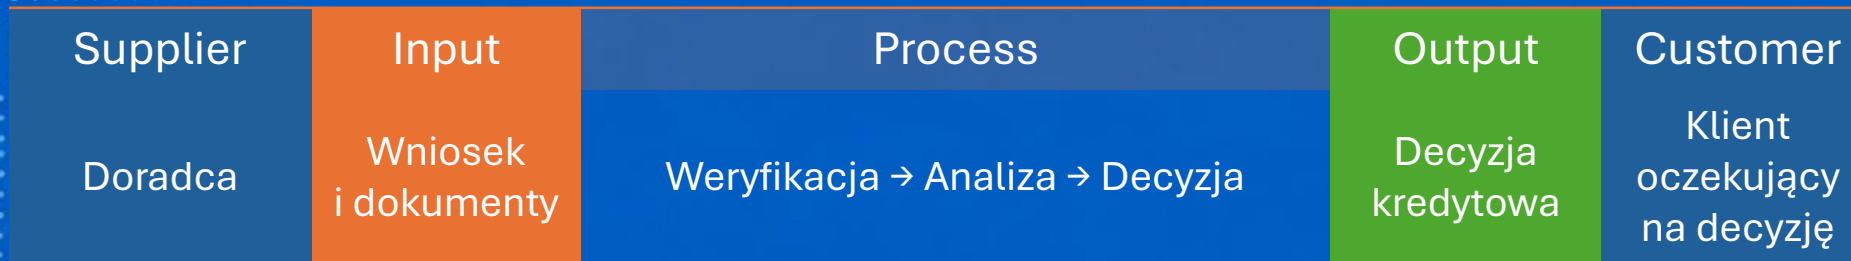 Supplier
Input
Process
Output
Customer
Doradca
Wniosek
i dokumenty
Weryfikacja → Analiza → Decyzja
Decyzja
kredytowa
Klient
oczekujący
na decyzję